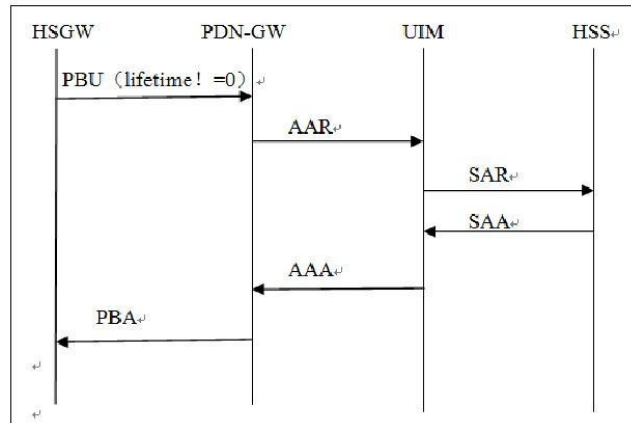 HSGW PDN-GW UIM HSS↵
PBU（lifetime！=0）↵
AAR↵
SAR↵
SAA↵
AAA↵
PBA↵
↵
↵